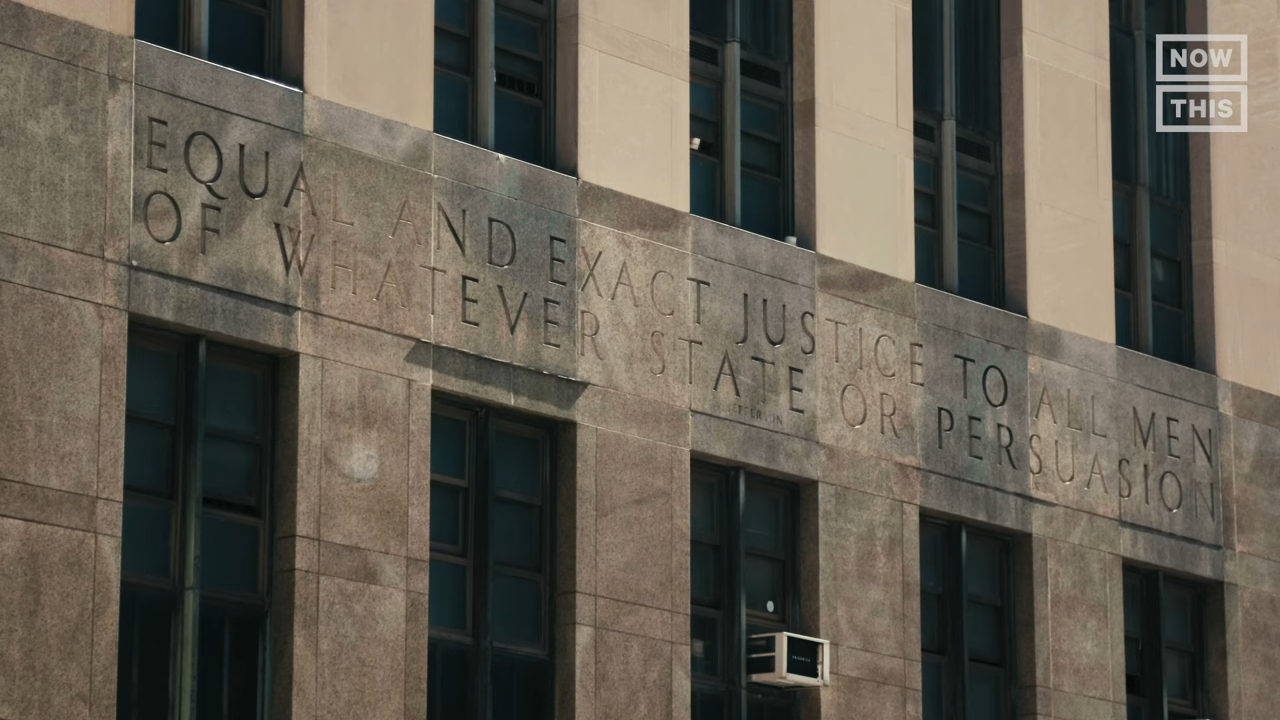 EQUAL AND EXACT JUSTICE TO ALL MEN
OF WHATEVER STATE OR PERSUASION
JEFFERSON
NOW
THIS